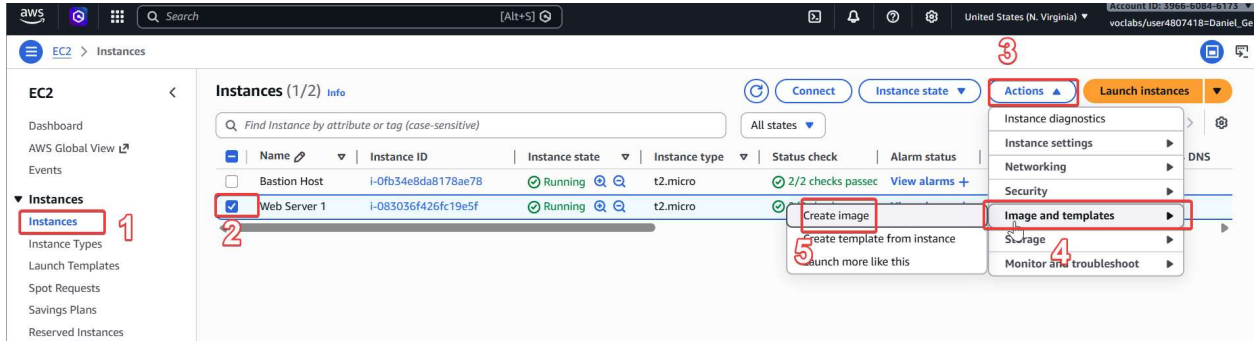 aws
Search
[Alt+S]
United States (N. Virginia)
Account ID: 3966-6084-6173
voclabs/user4807418=Daniel_Ge
EC2 > Instances
3
EC2
Dashboard
AWS Global View
Events
Instances
Instances
1
Instance Types
Launch Templates
Spot Requests
Savings Plans
Reserved Instances
Instances (1/2) Info
Connect
Instance state
Actions
Launch instances
Find Instance by attribute or tag (case-sensitive)
All states
Name
Instance ID
Instance state
Instance type
Status check
Alarm status
DNS
Bastion Host
i-0fb34e8da8178ae78
Running
t2.micro
2/2 checks passec
View alarms +
Web Server 1
i-083036f426fc19e5f
Running
t2.micro
2
Instance diagnostics
Instance settings
Networking
Security
Image and templates
Storage
Monitor and troubleshoot
4
Create image
Create template from instance
Launch more like this
5